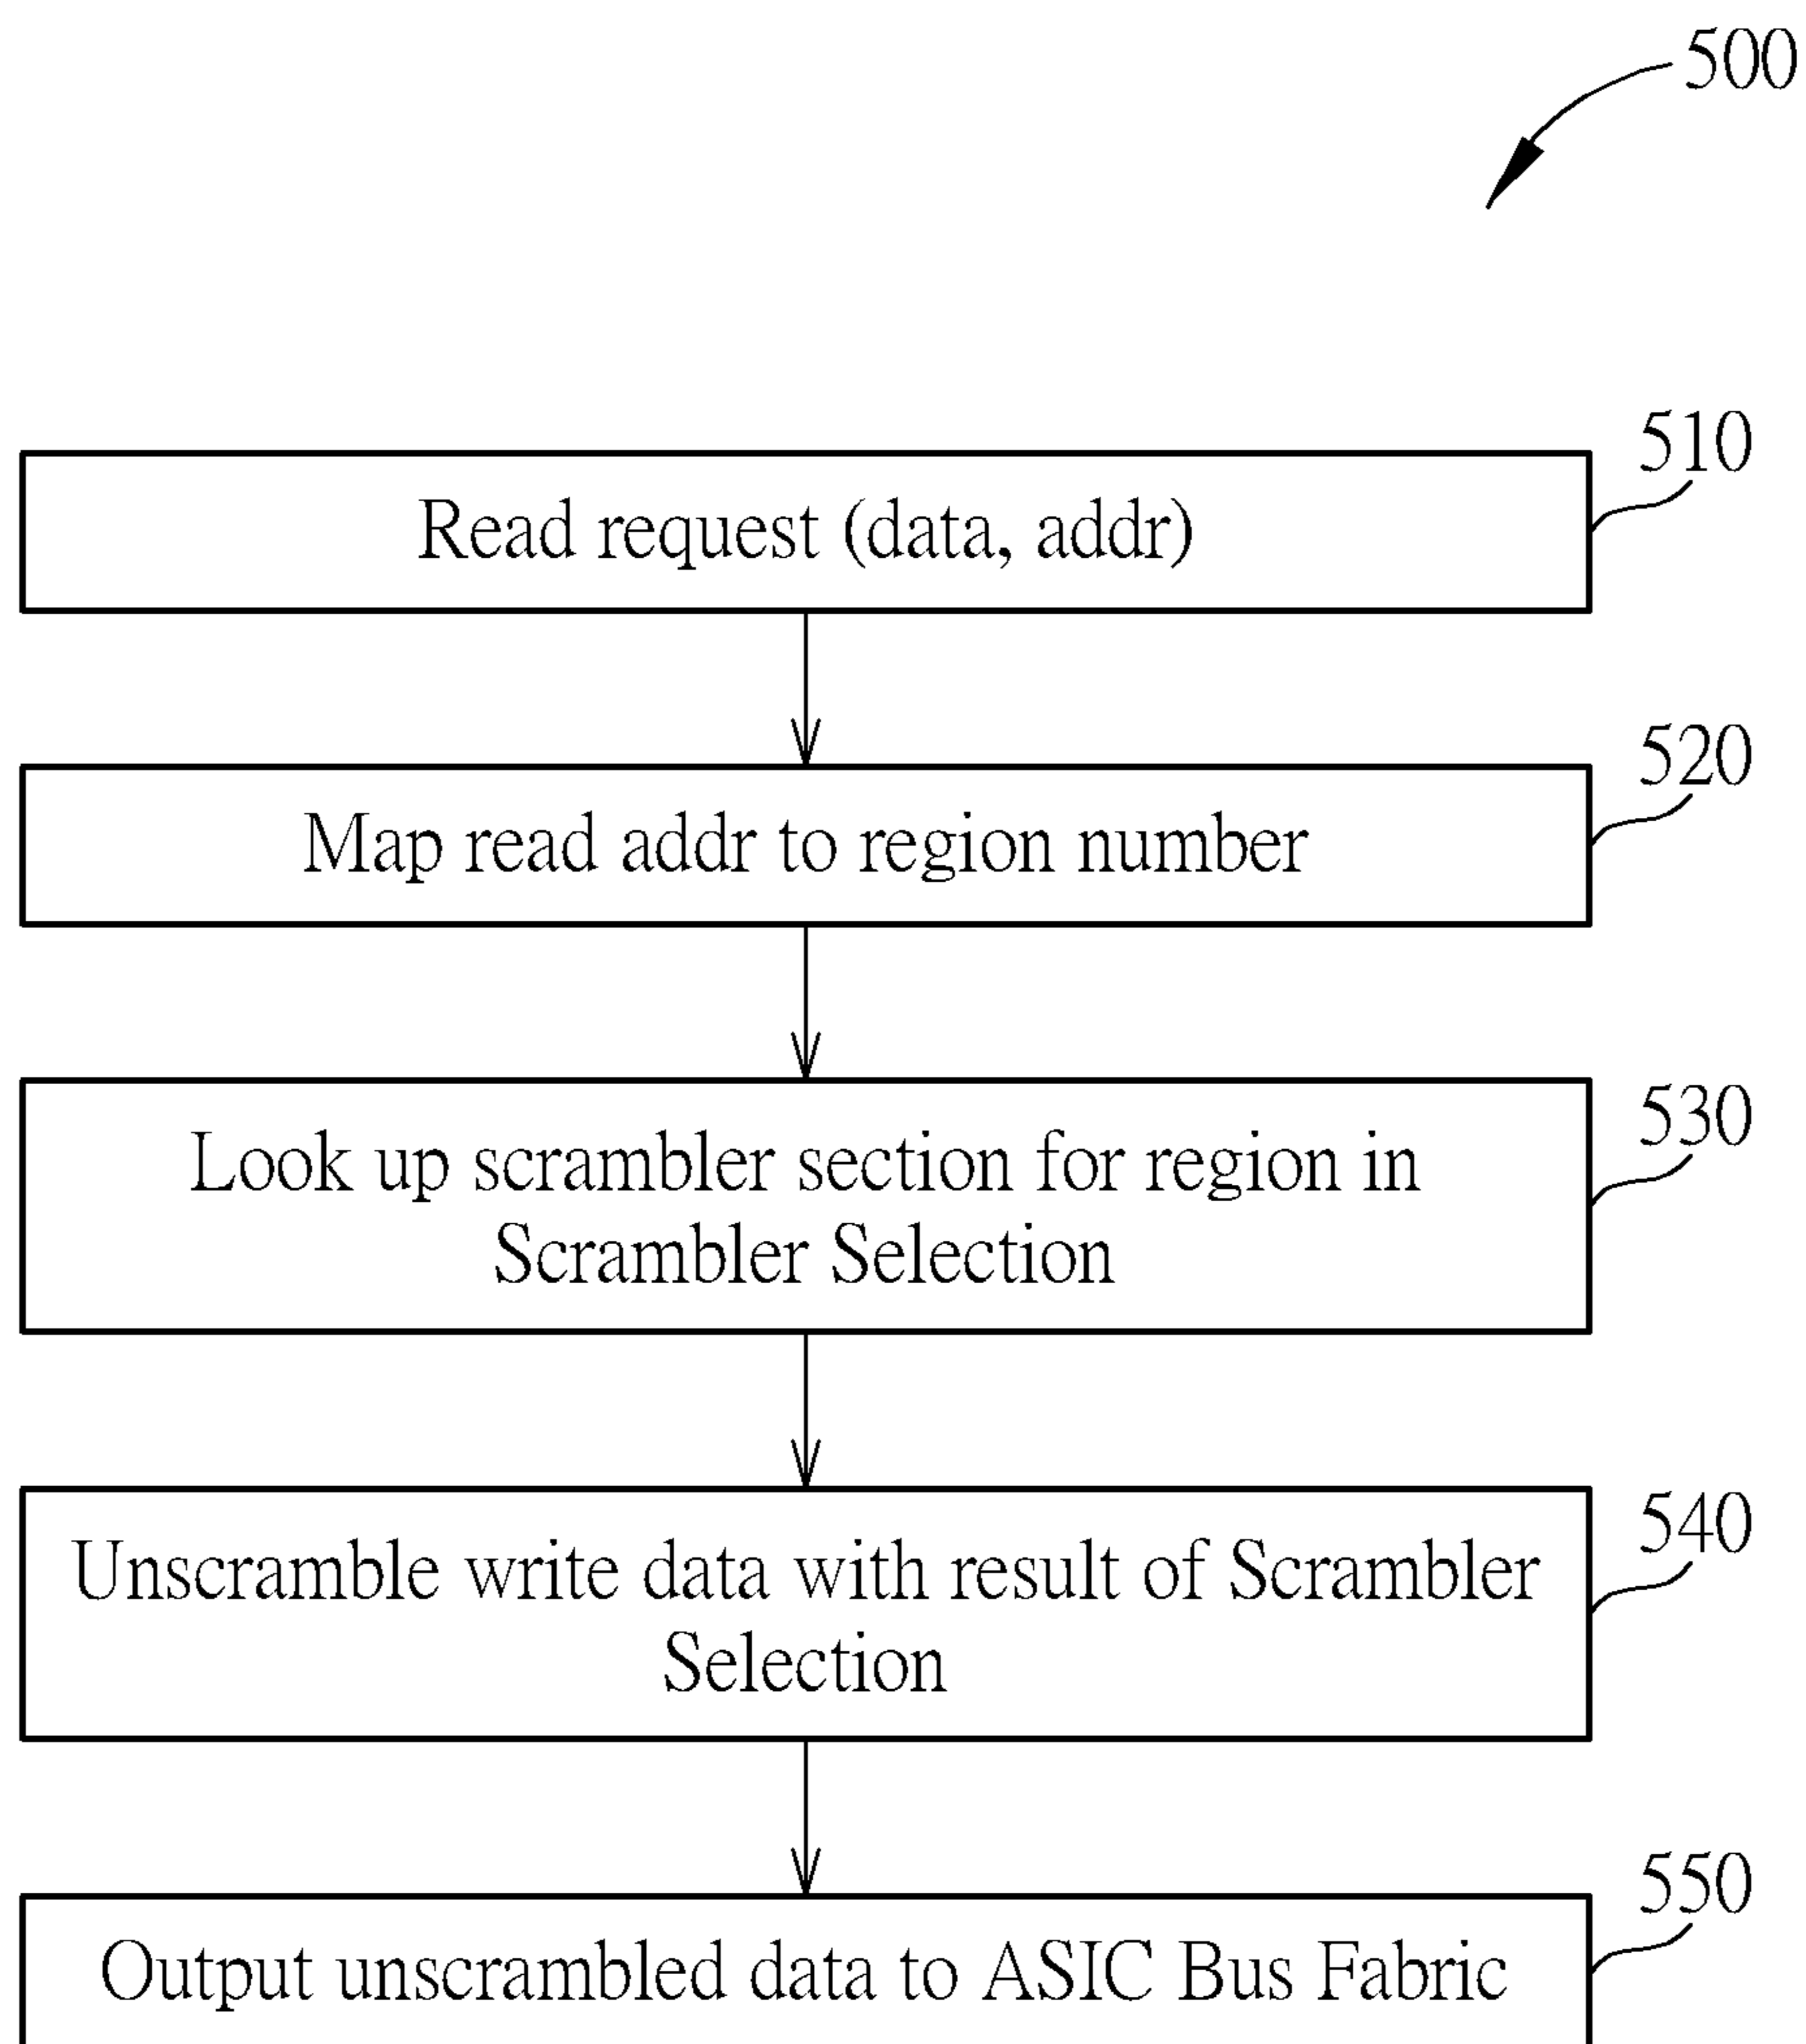 500
510
Read request (data, addr)
520
Map read addr to region number
530
Look up scrambler section for region in
Scrambler Selection
540
Unscramble write data with result of Scrambler
Selection
550
Output unscrambled data to ASIC Bus Fabric